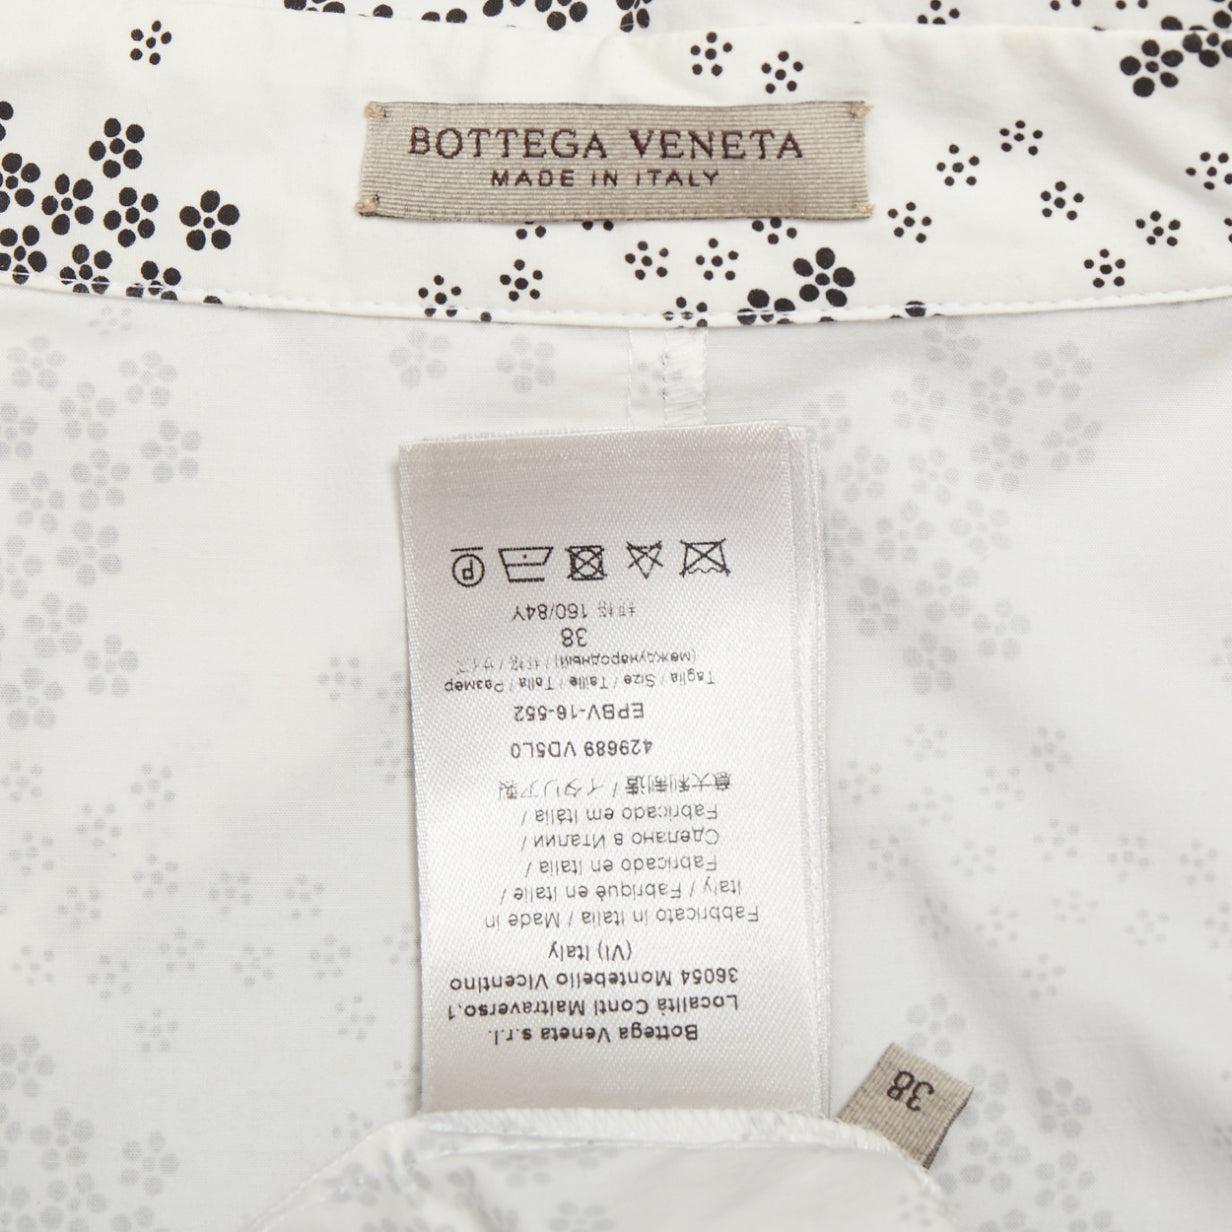 BOTTEGA VENETA
MADE IN ITALY
Bottega Veneta s.r.l.
Località Conti Maltraverso,1
36054 Montebello Vicentino
(VI) Italy
Fabbricato in Italia / Made in
Italy / Fabriqué en Italie /
Fabricado en Italia /
Сделано в Италии /
Fabricado em Itália /
意大利制造 / イタリア製
429689 VD5L0
EPBV-16-552
Taglia / Size / Taille / Talla / Размер
(международный) / 号型 / サイズ
38
160/84Y
P
38